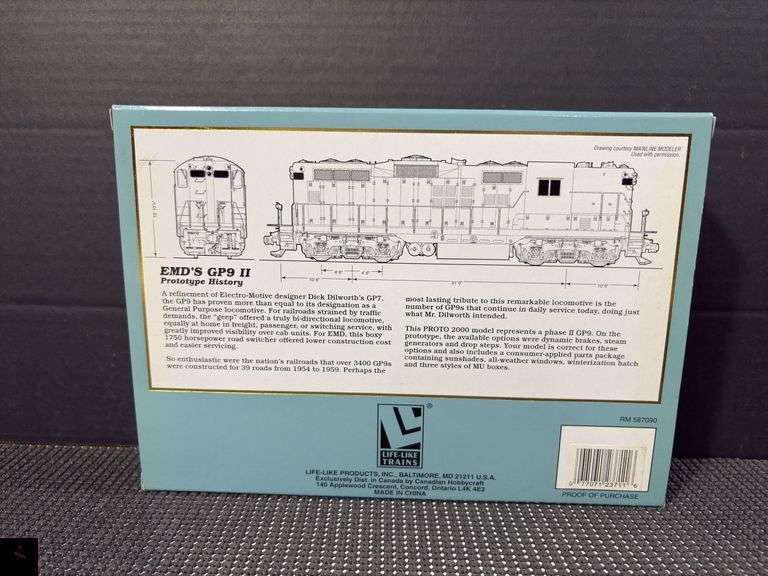 Drawing courtesy MAINLINE MODELER
Used with permission.
EMD'S GP9 II
Prototype History
A refinement of Electro-Motive designer Dick Dilworth's GP7,
the GP9 has proven more than equal to its designation as a
General Purpose locomotive. For railroads strained by traffic
demands, the "geep" offered a truly bi-directional locomotive,
equally at home in freight, passenger, or switching service, with
greatly improved visibility over cab units. For EMD, this boxy
1750 horsepower road switcher offered lower construction cost
and easier servicing.
So enthusiastic were the nation's railroads that over 3400 GP9s
were constructed for 39 roads from 1954 to 1959. Perhaps the
most lasting tribute to this remarkable locomotive is the
number of GP9s that continue in daily service today, doing just
what Mr. Dilworth intended.
This PROTO 2000 model represents a phase II GP9. On the
prototype, the available options were dynamic brakes, steam
generators and drop steps. Your model is correct for these
options and also includes a consumer-applied parts package
containing sunshades, all-weather windows, winterization hatch
and three styles of MU boxes.
LIFE-LIKE
TRAINS
®
LIFE-LIKE PRODUCTS, INC., BALTIMORE, MD 21211 U.S.A.
Exclusively Dist. in Canada by Canadian Hobbycraft
140 Applewood Crescent, Concord, Ontario L4K 4E2
MADE IN CHINA
RM 587090
0 77071 23711 6
PROOF OF PURCHASE